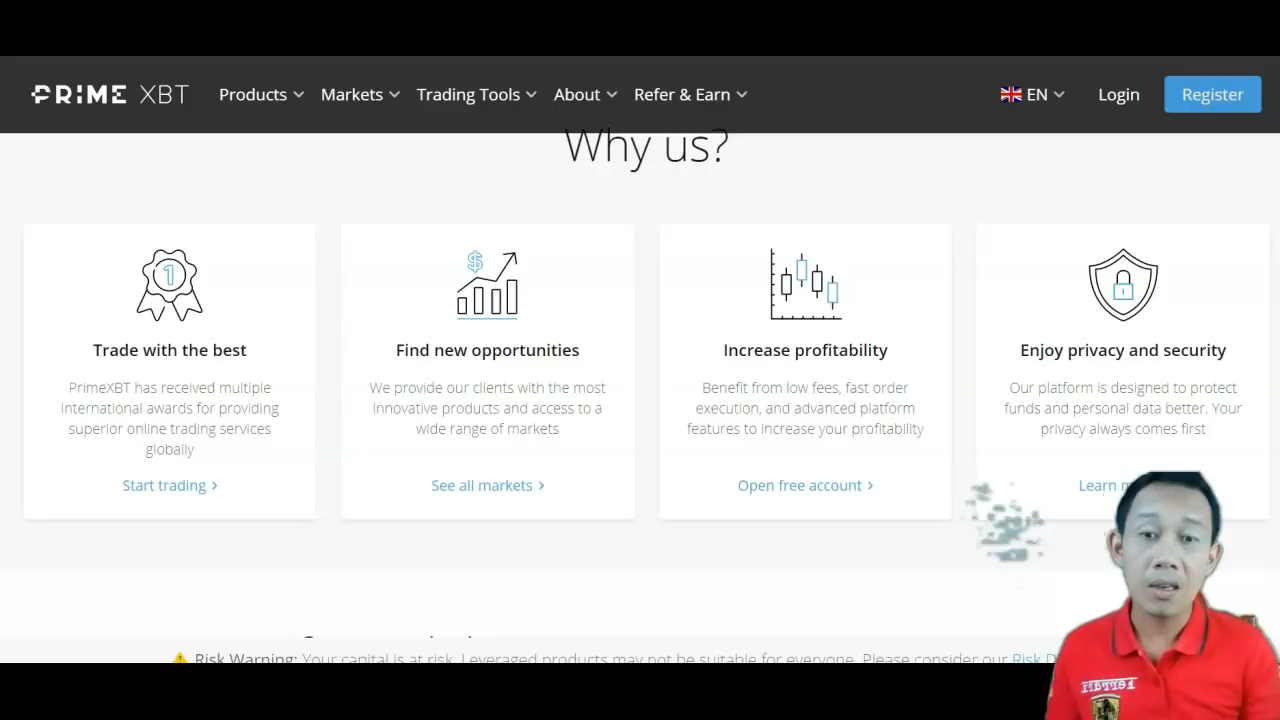 PRIME XBT
Products
Markets
Trading Tools
About
Refer & Earn
EN
Login
Register
Why us?
Trade with the best
PrimeXBT has received multiple
international awards for providing
superior online trading services
globally
Start trading
Find new opportunities
We provide our clients with the most
innovative products and access to a
wide range of markets
See all markets
Increase profitability
Benefit from low fees, fast order
execution, and advanced platform
features to increase your profitability
Open free account
Enjoy privacy and security
Our platform is designed to protect
funds and personal data better. Your
privacy always comes first
Learn
Risk Warning: Your capital is at risk. Leveraged products may not be suitable for everyone. Please consider our Risk
Ferrari